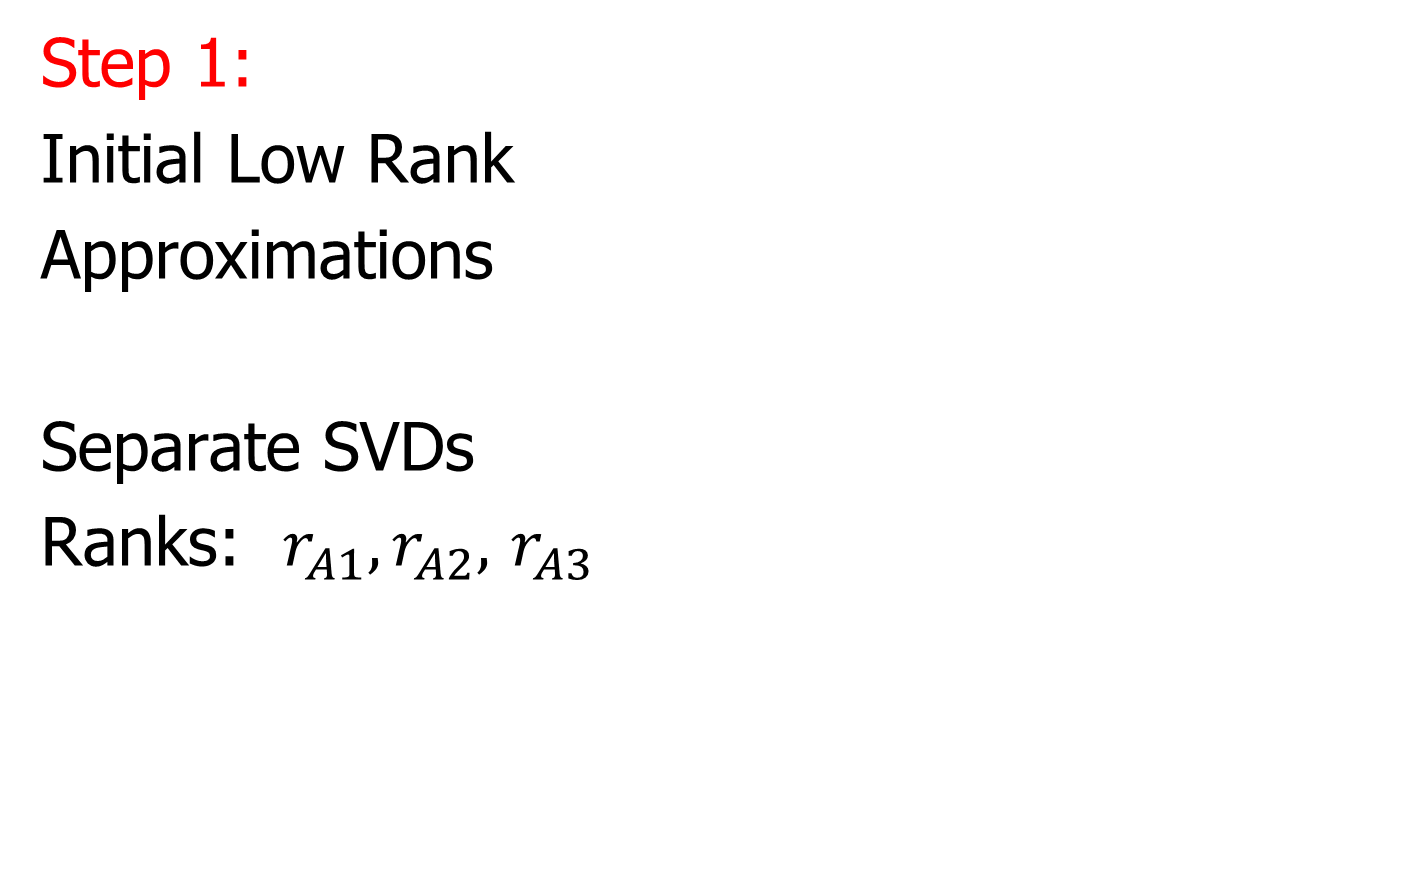 Step 1:
Initial Low Rank
Approximations
Separate SVDs
Ranks: r_{A1}, r_{A2}, r_{A3}